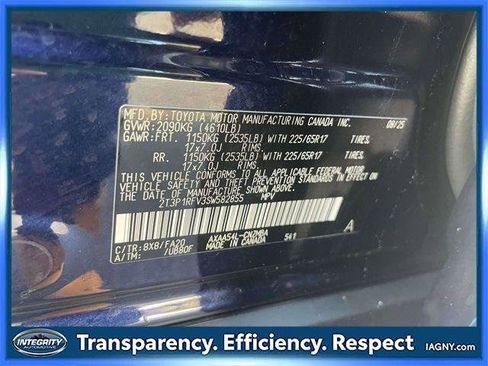 MFD.BY: TOYOTA MOTOR MANUFACTURING CANADA INC. 08/25
GVWR: 2090KG (4610LB)
GAWR: FRT. 1150KG (2535LB) WITH 225/65R17 TIRES,
17x7.0J RIMS.
RR. 1150KG (2535LB) WITH 225/65R17 TIRES,
17x7.0J RIMS.
THIS VEHICLE CONFORMS TO ALL APPLICABLE FEDERAL MOTOR
VEHICLE SAFETY AND THEFT PREVENTION STANDARDS IN
EFFECT ON THE DATE OF MANUFACTURE SHOWN ABOVE.
2T3P1RFV3SW582855 MPV
A
C/TR: 8X8/FA20 AXAA54L-CNZMBA
A/TM: /UB80F MADE IN CANADA 541
INTEGRITY
AUTOMOTIVE
Transparency. Efficiency. Respect
IAGNY.com